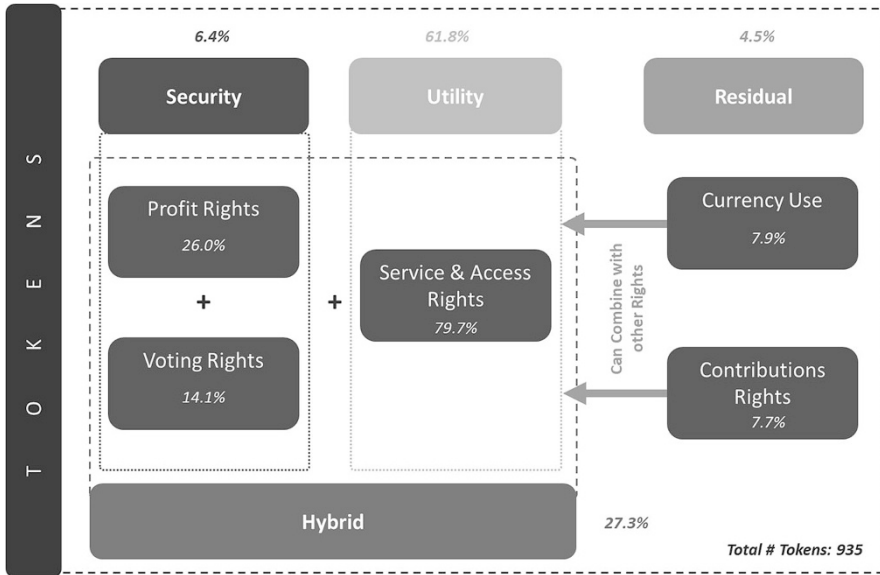 TOKENS
6.4%
61.8%
4.5%
Security
Utility
Residual
Profit Rights
26.0%
+
Voting Rights
14.1%
+
Service & Access
Rights
79.7%
Can Combine with
other Rights
Currency Use
7.9%
Contributions
Rights
7.7%
Hybrid
27.3%
Total # Tokens: 935